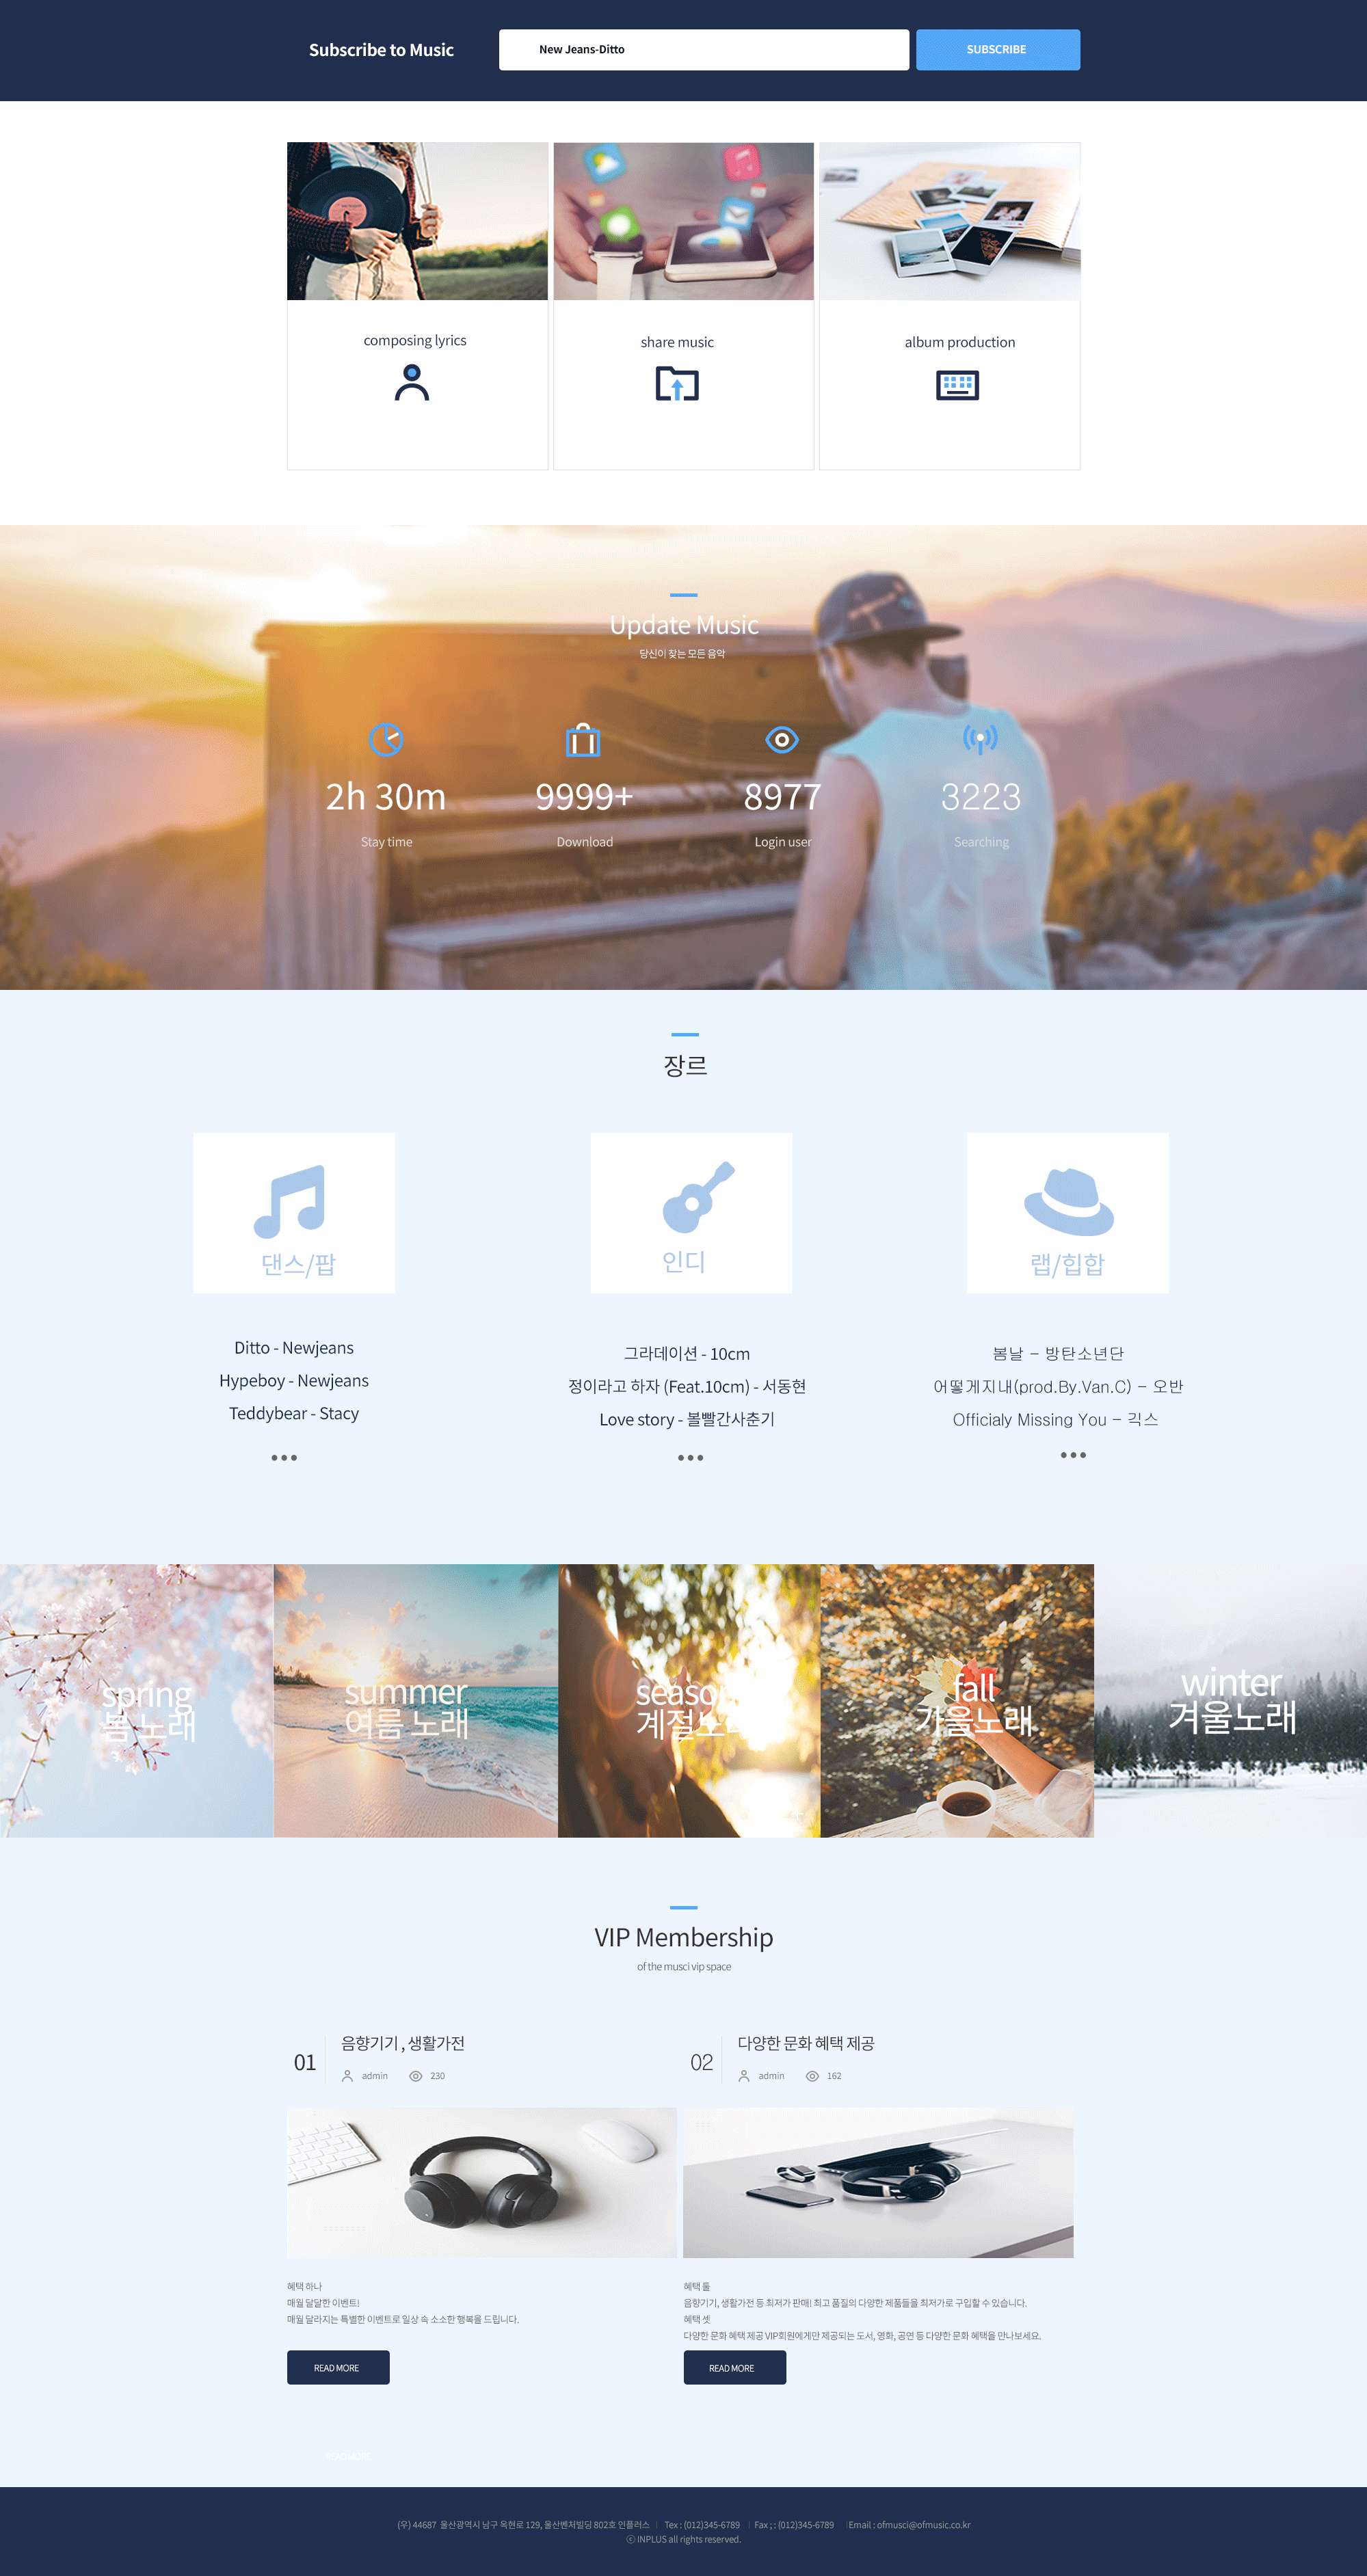 Subscribe to Music
New Jeans-Ditto
SUBSCRIBE
composing lyrics
share music
album production
Update Music
당신이 찾는 모든 음악
2h 30m
9999+
8977
3223
Stay time
Download
Login user
Searching
장르
댄스/팝
인디
랩/힙합
Ditto - Newjeans
Hypeboy - Newjeans
Teddybear - Stacy
그라데이션 - 10cm
정이라고 하자 (Feat.10cm) - 서동현
Love story - 볼빨간사춘기
봄날 - 방탄소년단
어떻게지내(prod.By.Van.C) - 오반
Officialy Missing You - 긱스
spring
봄 노래
summer
여름 노래
season
계절노래
fall
가을노래
winter
겨울노래
VIP Membership
of the musci vip space
01
음향기기 , 생활가전
admin 230
02
다양한 문화 혜택 제공
admin 162
혜택 하나
매월 달달한 이벤트!
매월 달라지는 특별한 이벤트로 일상 속 소소한 행복을 드립니다.
READ MORE
혜택 둘
음향기기, 생활가전 등 최저가 판매! 최고 품질의 다양한 제품들을 최저가로 구입할 수 있습니다.
혜택 셋
다양한 문화 혜택 제공 VIP회원에게만 제공되는 도서, 영화, 공연 등 다양한 문화 혜택을 만나보세요.
READ MORE
READ MORE
(우) 44687 울산광역시 남구 옥현로 129, 울산벤처빌딩 802호 인플러스 | Tex : (012)345-6789 | Fax ; : (012)345-6789 |Email : ofmusci@ofmusic.co.kr
ⓒ INPLUS all rights reserved.